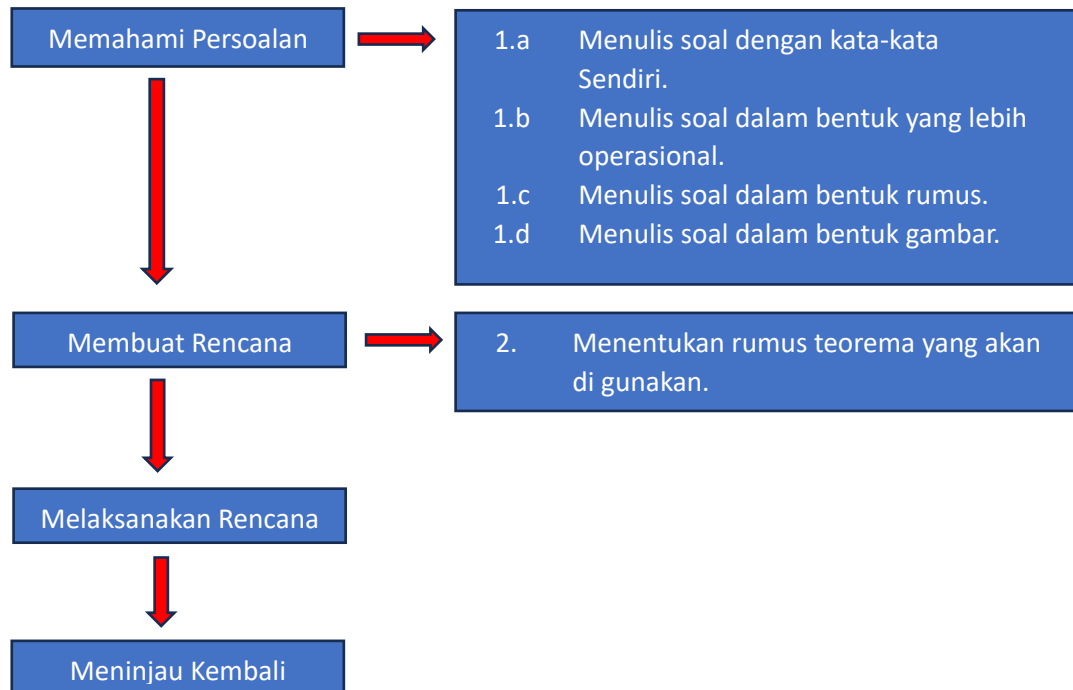 Memahami Persoalan
1.a Menulis soal dengan kata-kata
Sendiri.
1.b Menulis soal dalam bentuk yang lebih
operasional.
1.c Menulis soal dalam bentuk rumus.
1.d Menulis soal dalam bentuk gambar.
Membuat Rencana
2. Menentukan rumus teorema yang akan
di gunakan.
Melaksanakan Rencana
Meninjau Kembali